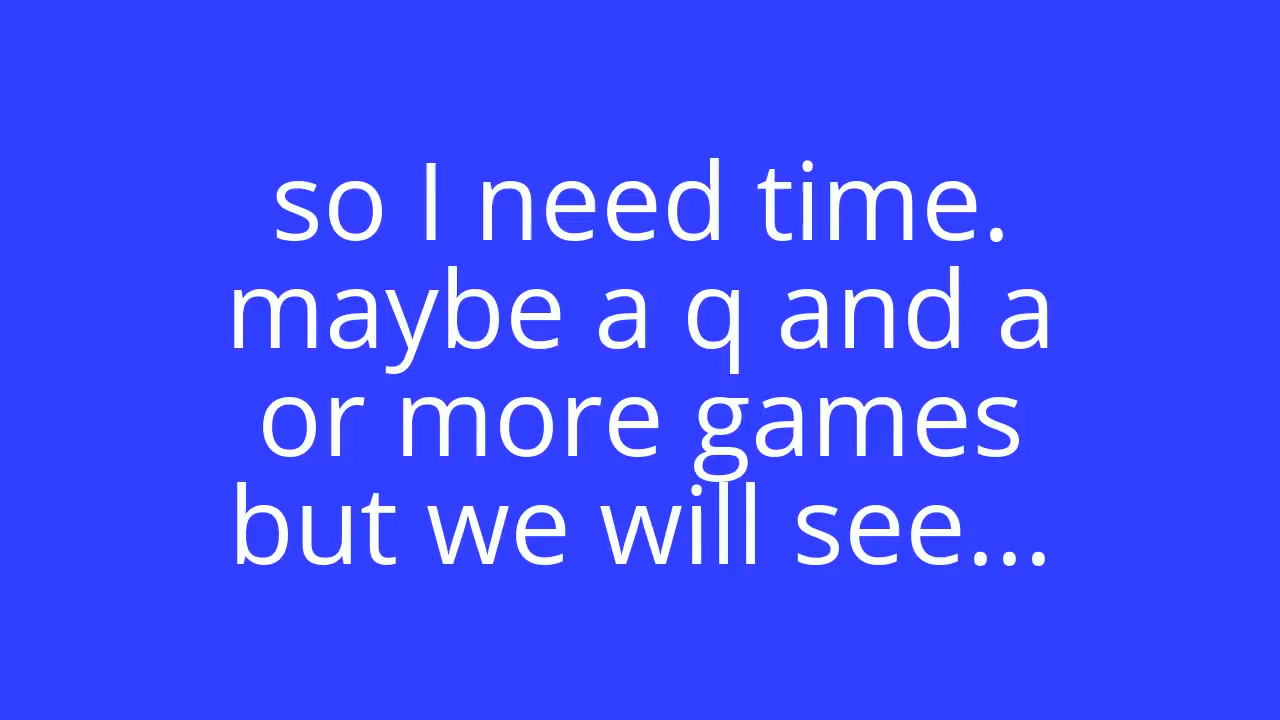 so I need time.
maybe a q and a
or more games
but we will see...